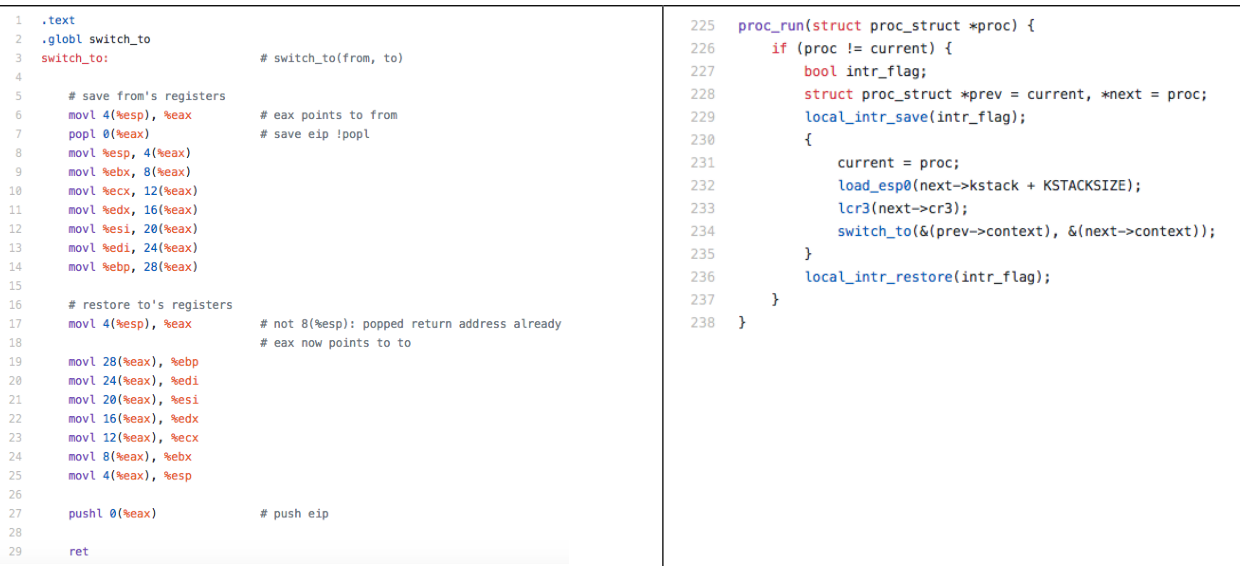 1 .text
2 .globl switch_to
3 switch_to: # switch_to(from, to)
4
5 # save from's registers
6 movl 4(%esp), %eax # eax points to from
7 popl 0(%eax) # save eip !popl
8 movl %esp, 4(%eax)
9 movl %ebx, 8(%eax)
10 movl %ecx, 12(%eax)
11 movl %edx, 16(%eax)
12 movl %esi, 20(%eax)
13 movl %edi, 24(%eax)
14 movl %ebp, 28(%eax)
15
16 # restore to's registers
17 movl 4(%esp), %eax # not 8(%esp): popped return address already
18 # eax now points to to
19 movl 28(%eax), %ebp
20 movl 24(%eax), %edi
21 movl 20(%eax), %esi
22 movl 16(%eax), %edx
23 movl 12(%eax), %ecx
24 movl 8(%eax), %ebx
25 movl 4(%eax), %esp
26
27 pushl 0(%eax) # push eip
28
29 ret
225 proc_run(struct proc_struct *proc) {
226 if (proc != current) {
227 bool intr_flag;
228 struct proc_struct *prev = current, *next = proc;
229 local_intr_save(intr_flag);
230 {
231 current = proc;
232 load_esp0(next->kstack + KSTACKSIZE);
233 lcr3(next->cr3);
234 switch_to(&(prev->context), &(next->context));
235 }
236 local_intr_restore(intr_flag);
237 }
238 }